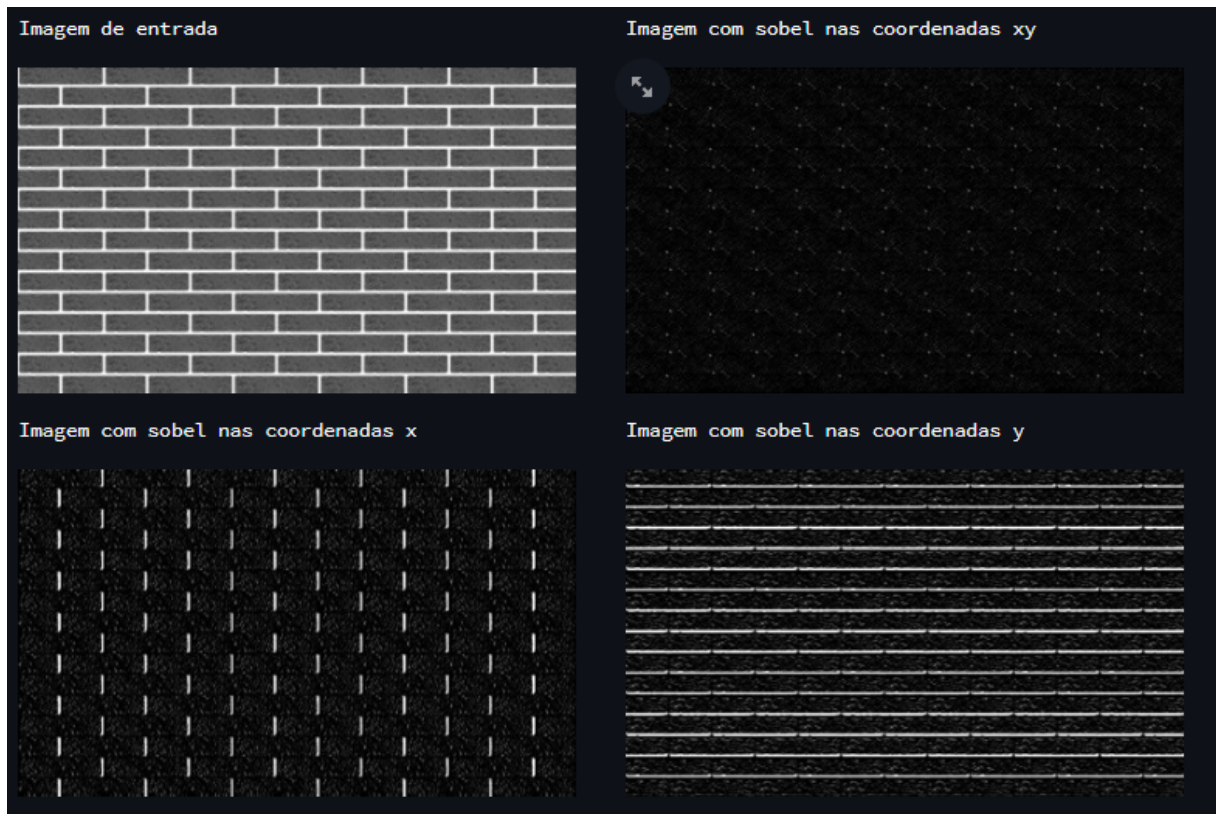 Imagem de entrada
Imagem com sobel nas coordenadas xy
Imagem com sobel nas coordenadas x
Imagem com sobel nas coordenadas y